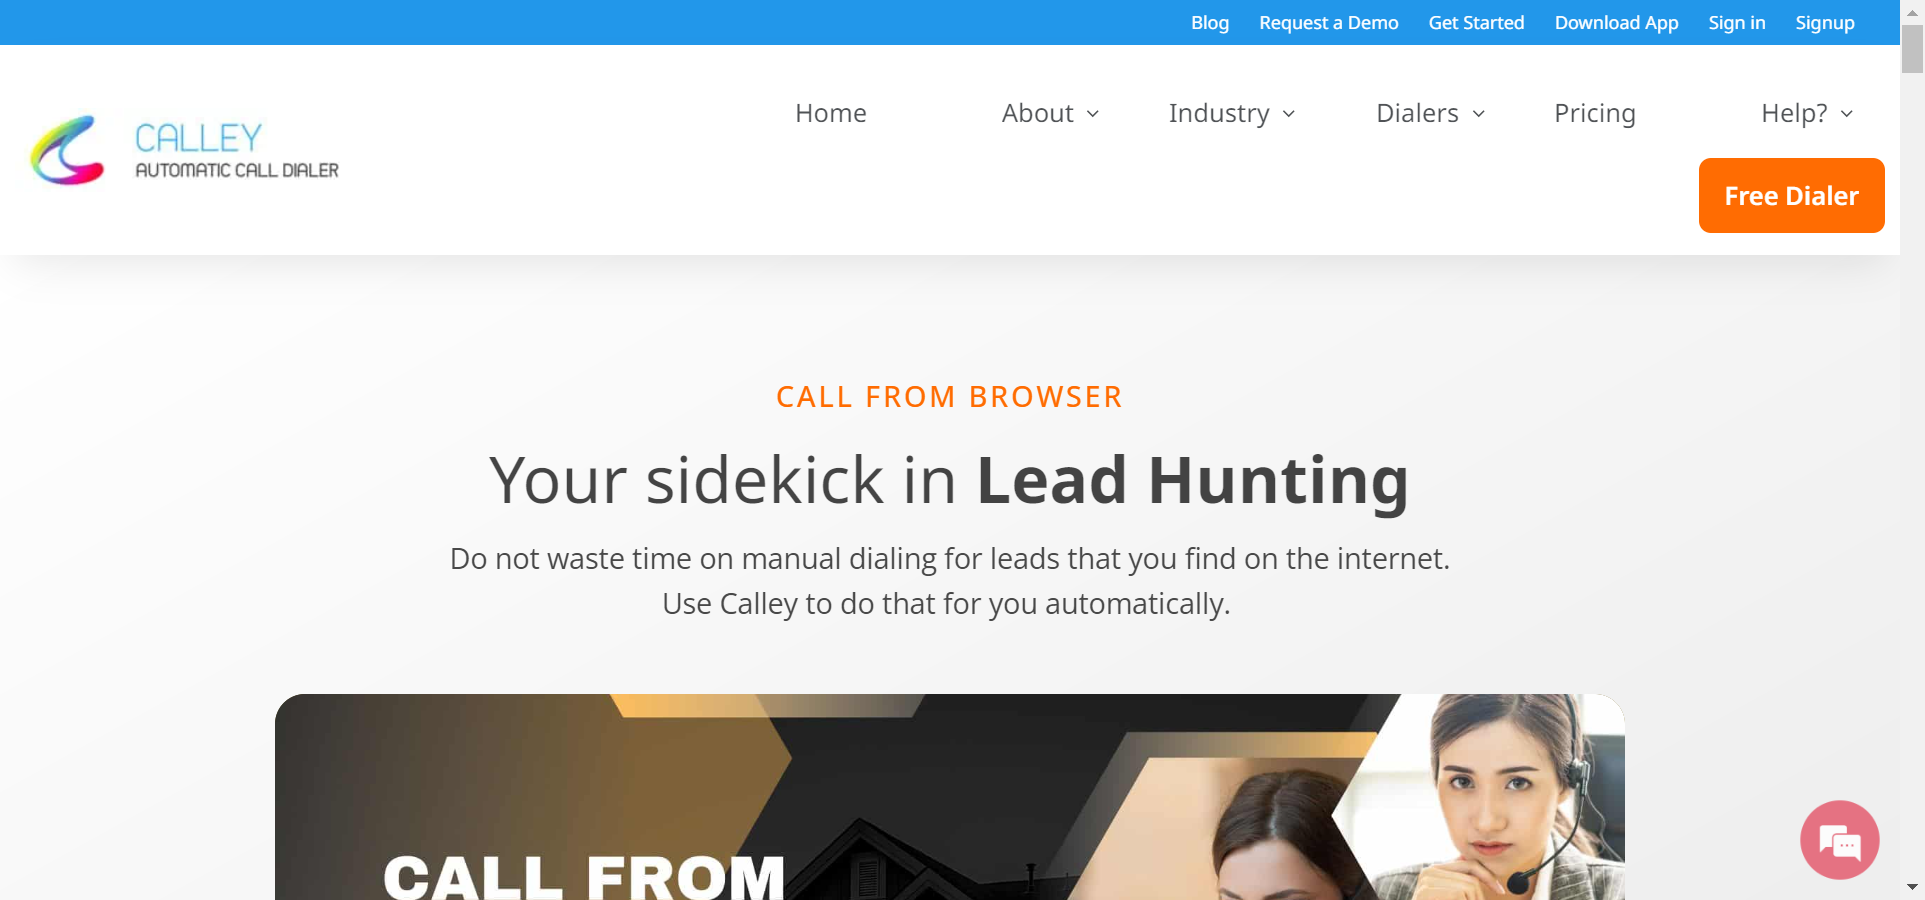 Blog Request a Demo Get Started Download App Sign in Signup
CALLEY
AUTOMATIC CALL DIALER
Home About Industry Dialers Pricing Help?
Free Dialer
CALL FROM BROWSER
Your sidekick in Lead Hunting
Do not waste time on manual dialing for leads that you find on the internet.
Use Calley to do that for you automatically.
CALL FROM